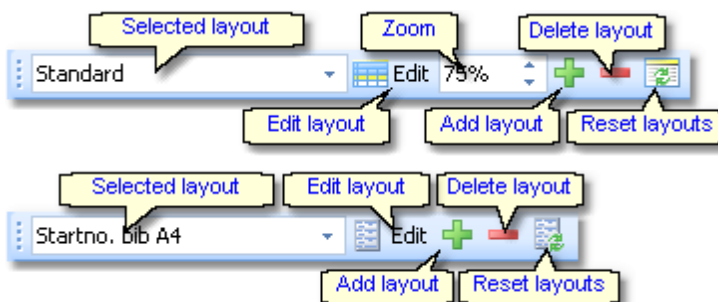 Selected layout Zoom Delete layout
Standard Edit 75%
Edit layout Add layout Reset layouts
Selected layout Edit layout Delete layout
Startno. bib A4 Edit
Add layout Reset layouts